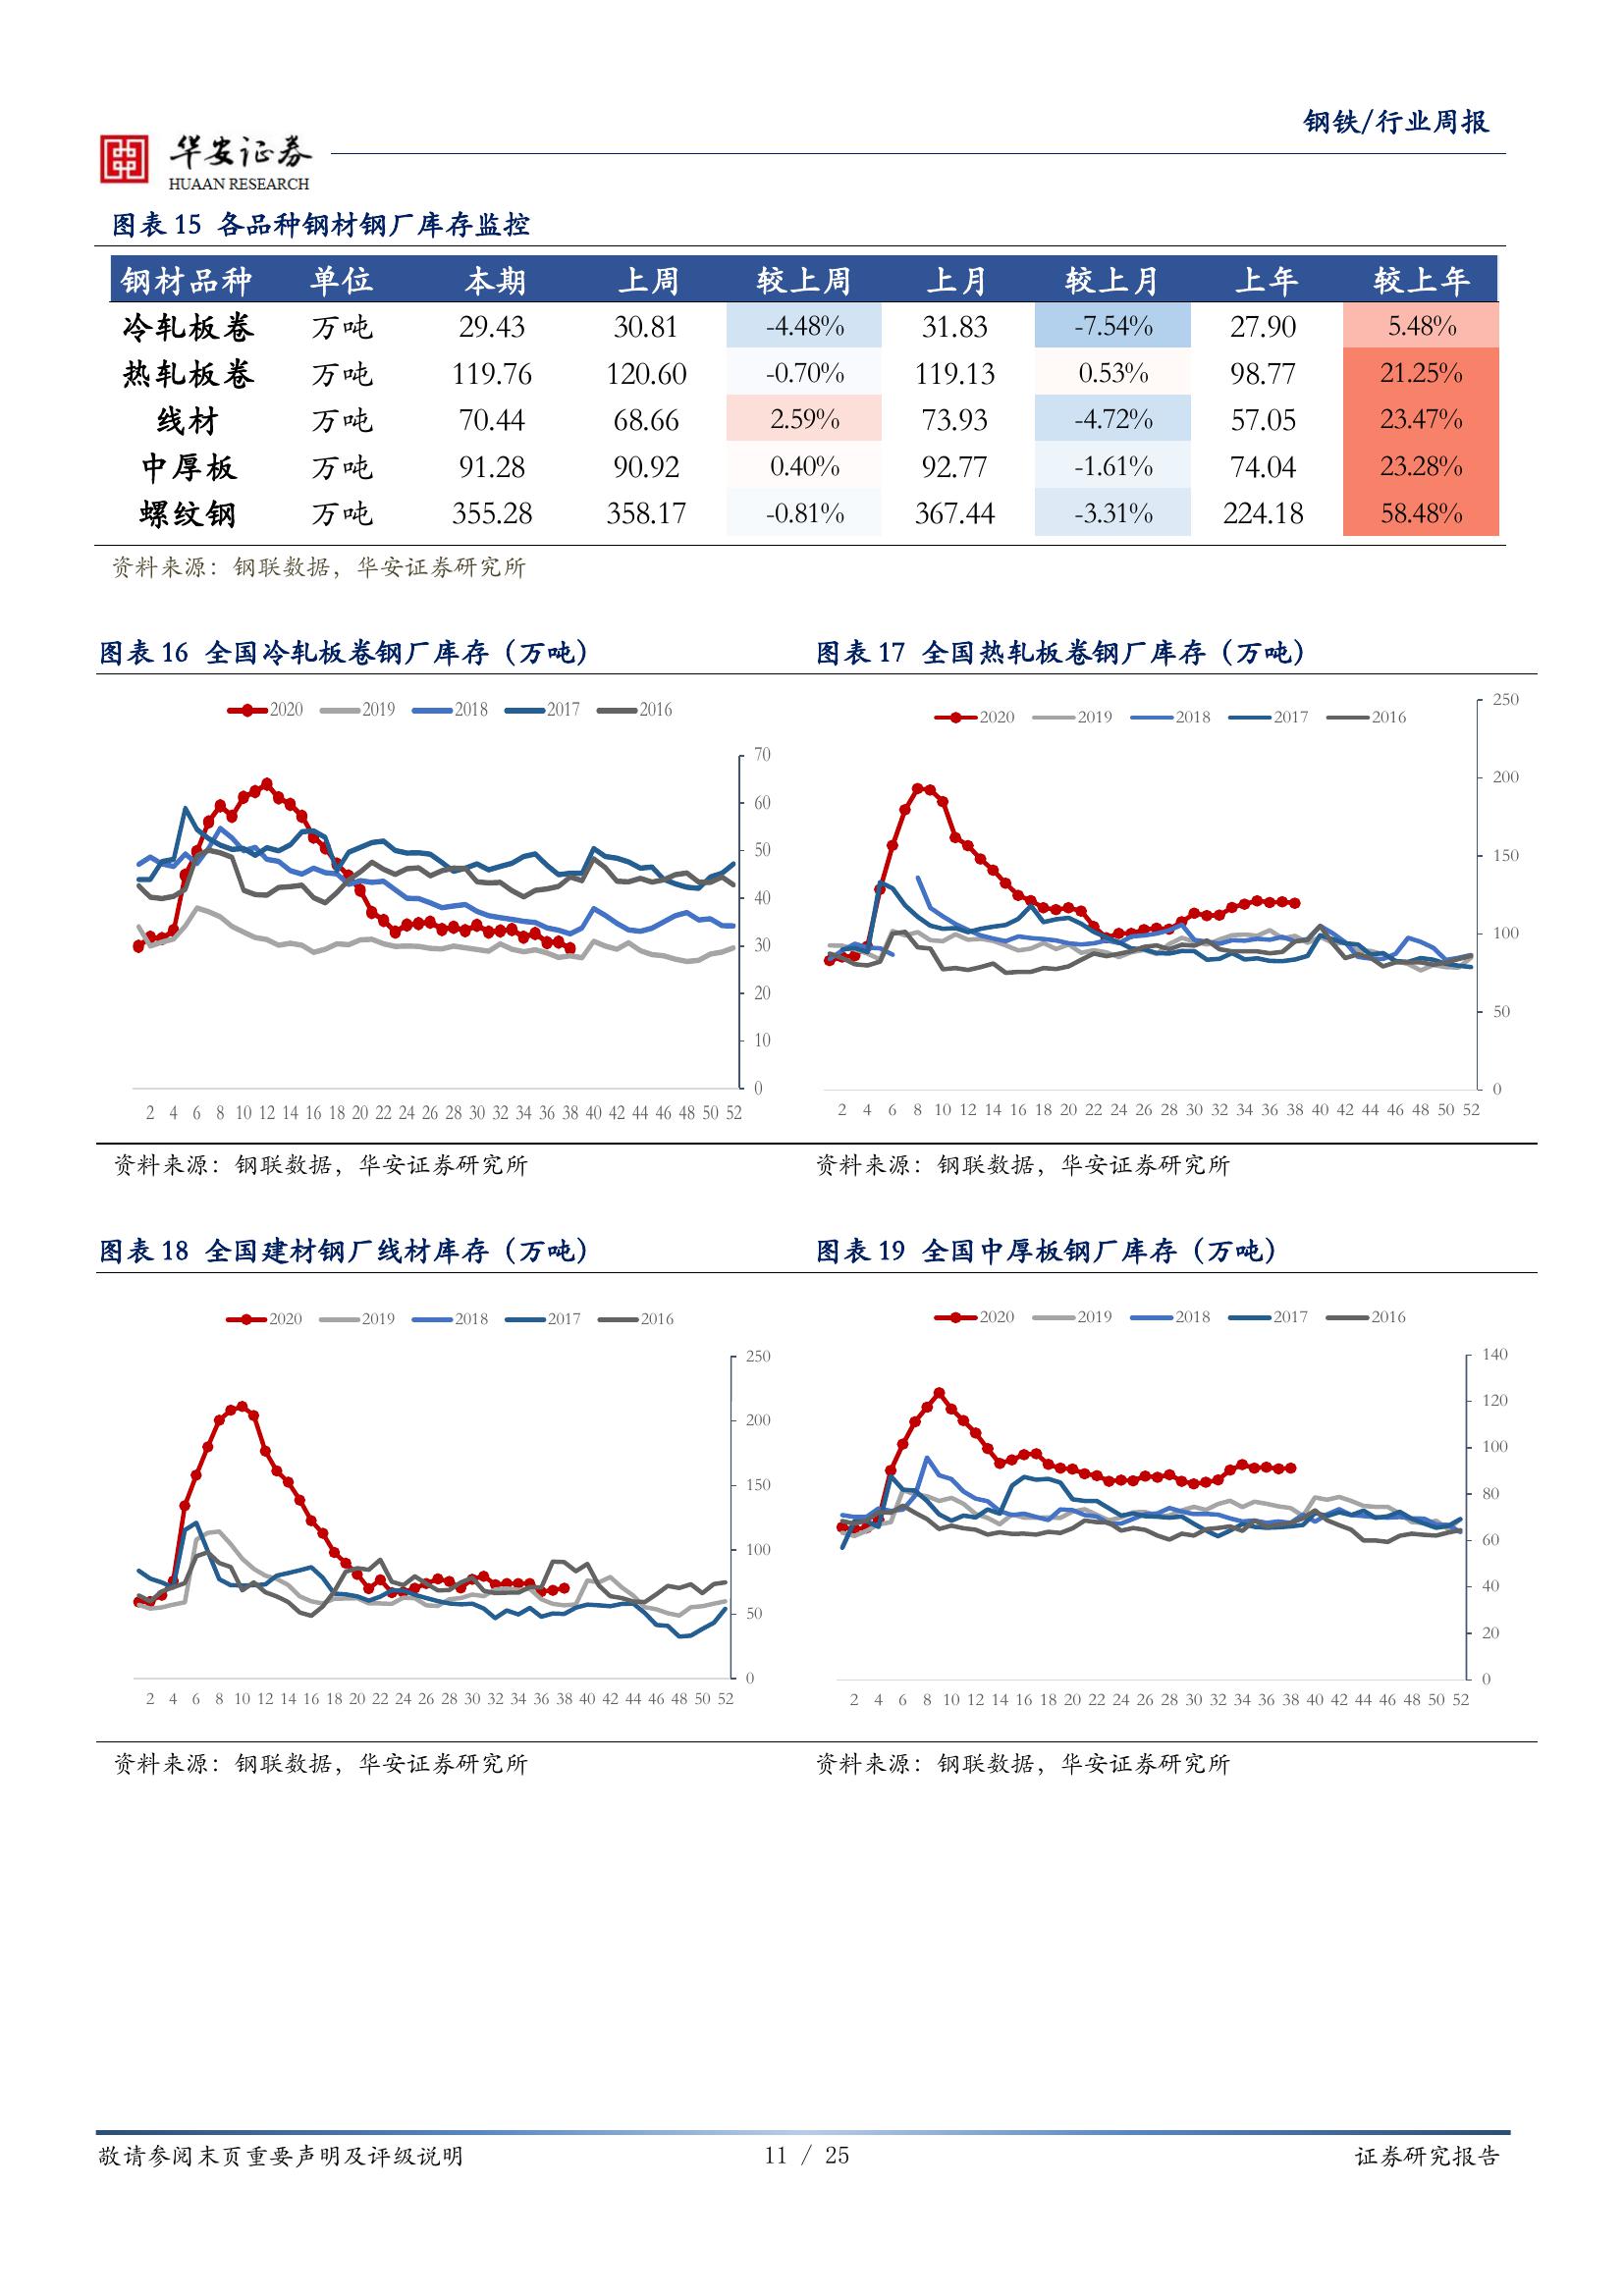 钢铁/行业周报
华安证券
HUAAN RESEARCH
图表 15 各品种钢材钢厂库存监控
钢材品种 单位 本期 上周 较上周 上月 较上月 上年 较上年
冷轧板卷 万吨 29.43 30.81 -4.48% 31.83 -7.54% 27.90 5.48%
热轧板卷 万吨 119.76 120.60 -0.70% 119.13 0.53% 98.77 21.25%
线材 万吨 70.44 68.66 2.59% 73.93 -4.72% 57.05 23.47%
中厚板 万吨 91.28 90.92 0.40% 92.77 -1.61% 74.04 23.28%
螺纹钢 万吨 355.28 358.17 -0.81% 367.44 -3.31% 224.18 58.48%
资料来源：钢联数据，华安证券研究所
图表 16 全国冷轧板卷钢厂库存（万吨）
2020 2019 2018 2017 2016
70
60
50
40
30
20
10
0
2 4 6 8 10 12 14 16 18 20 22 24 26 28 30 32 34 36 38 40 42 44 46 48 50 52
资料来源：钢联数据，华安证券研究所
图表 17 全国热轧板卷钢厂库存（万吨）
2020 2019 2018 2017 2016
250
200
150
100
50
0
2 4 6 8 10 12 14 16 18 20 22 24 26 28 30 32 34 36 38 40 42 44 46 48 50 52
资料来源：钢联数据，华安证券研究所
图表 18 全国建材钢厂线材库存（万吨）
2020 2019 2018 2017 2016
250
200
150
100
50
0
2 4 6 8 10 12 14 16 18 20 22 24 26 28 30 32 34 36 38 40 42 44 46 48 50 52
资料来源：钢联数据，华安证券研究所
图表 19 全国中厚板钢厂库存（万吨）
2020 2019 2018 2017 2016
140
120
100
80
60
40
20
0
2 4 6 8 10 12 14 16 18 20 22 24 26 28 30 32 34 36 38 40 42 44 46 48 50 52
资料来源：钢联数据，华安证券研究所
敬请参阅末页重要声明及评级说明 11 / 25 证券研究报告